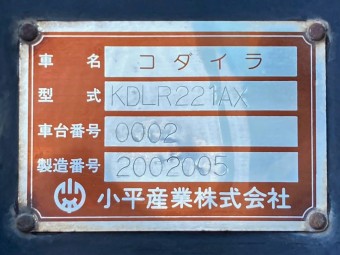 車名 コダイラ
型式 KDLR221AX
車台番号 0002
製造番号 2002005
小平産業株式会社